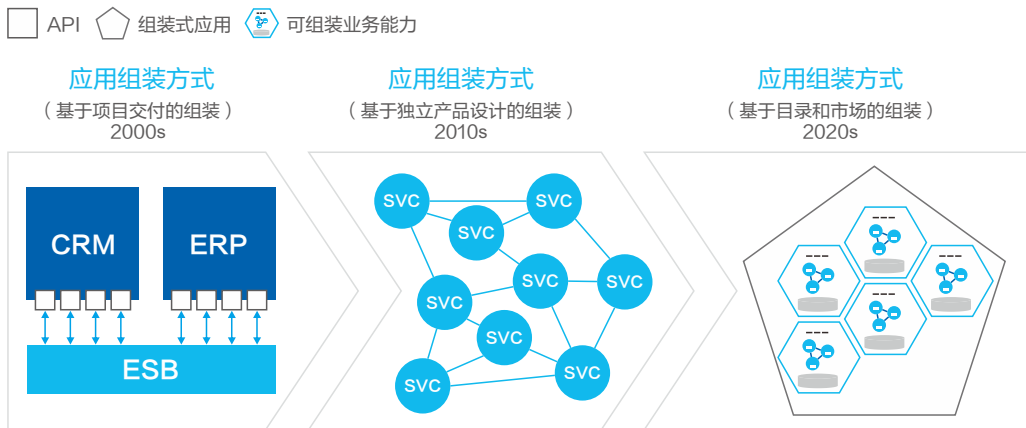 API 组装式应用 可组装业务能力
应用组装方式
(基于项目交付的组装)
2000s
CRM
ERP
ESB
应用组装方式
(基于独立产品设计的组装)
2010s
SVC
SVC
SVC
SVC
SVC
SVC
SVC
SVC
SVC
应用组装方式
(基于目录和市场的组装)
2020s